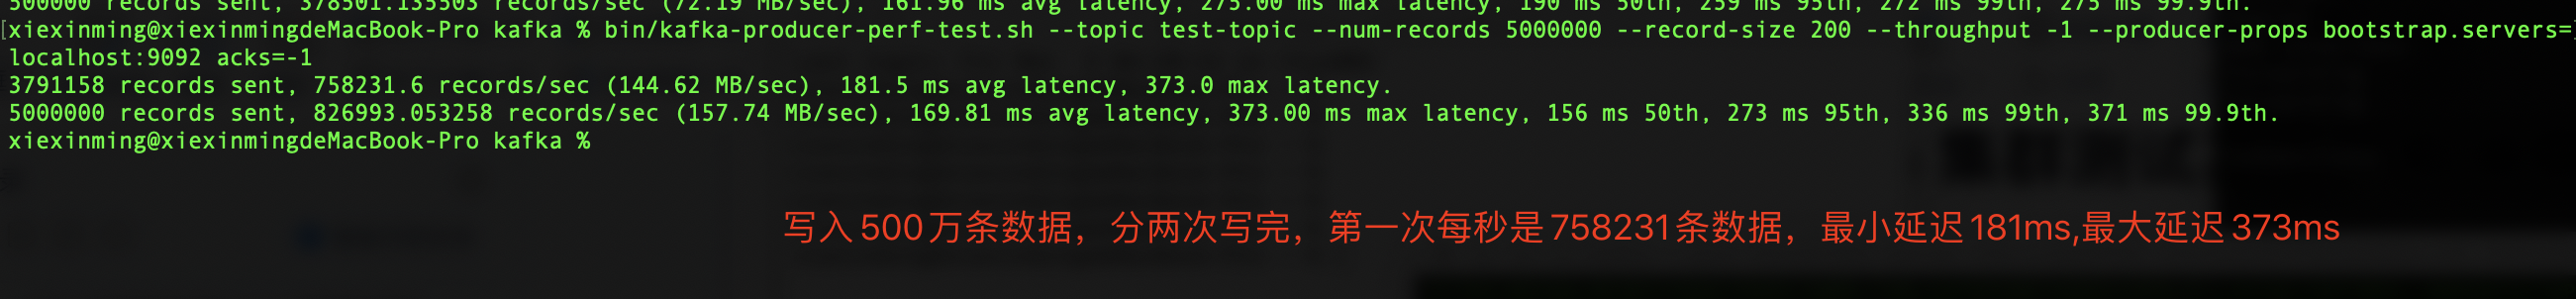 500000 records sent, 378501.135503 records/sec (72.19 MB/sec), 161.96 ms avg latency, 275.00 ms max latency, 190 ms 50th, 259 ms 95th, 272 ms 99th, 275 ms 99.9th.
[xiexinming@xiexinmingdeMacBook-Pro kafka % bin/kafka-producer-perf-test.sh --topic test-topic --num-records 5000000 --record-size 200 --throughput -1 --producer-props bootstrap.servers=]
localhost:9092 acks=-1
3791158 records sent, 758231.6 records/sec (144.62 MB/sec), 181.5 ms avg latency, 373.0 max latency.
5000000 records sent, 826993.053258 records/sec (157.74 MB/sec), 169.81 ms avg latency, 373.00 ms max latency, 156 ms 50th, 273 ms 95th, 336 ms 99th, 371 ms 99.9th.
xiexinming@xiexinmingdeMacBook-Pro kafka %
写入500万条数据，分两次写完，第一次每秒是758231条数据，最小延迟181ms,最大延迟373ms